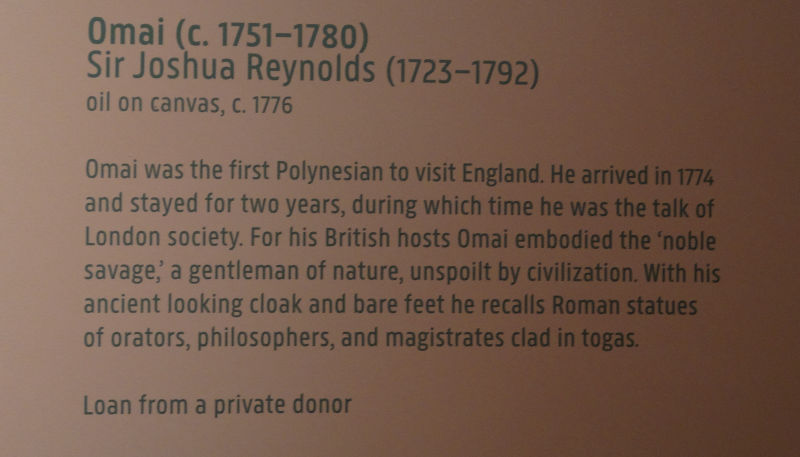 Omai (c. 1751–1780)
Sir Joshua Reynolds (1723–1792)
oil on canvas, c. 1776
Omai was the first Polynesian to visit England. He arrived in 1774
and stayed for two years, during which time he was the talk of
London society. For his British hosts Omai embodied the ‘noble
savage,’ a gentleman of nature, unspoilt by civilization. With his
ancient looking cloak and bare feet he recalls Roman statues
of orators, philosophers, and magistrates clad in togas.
Loan from a private donor